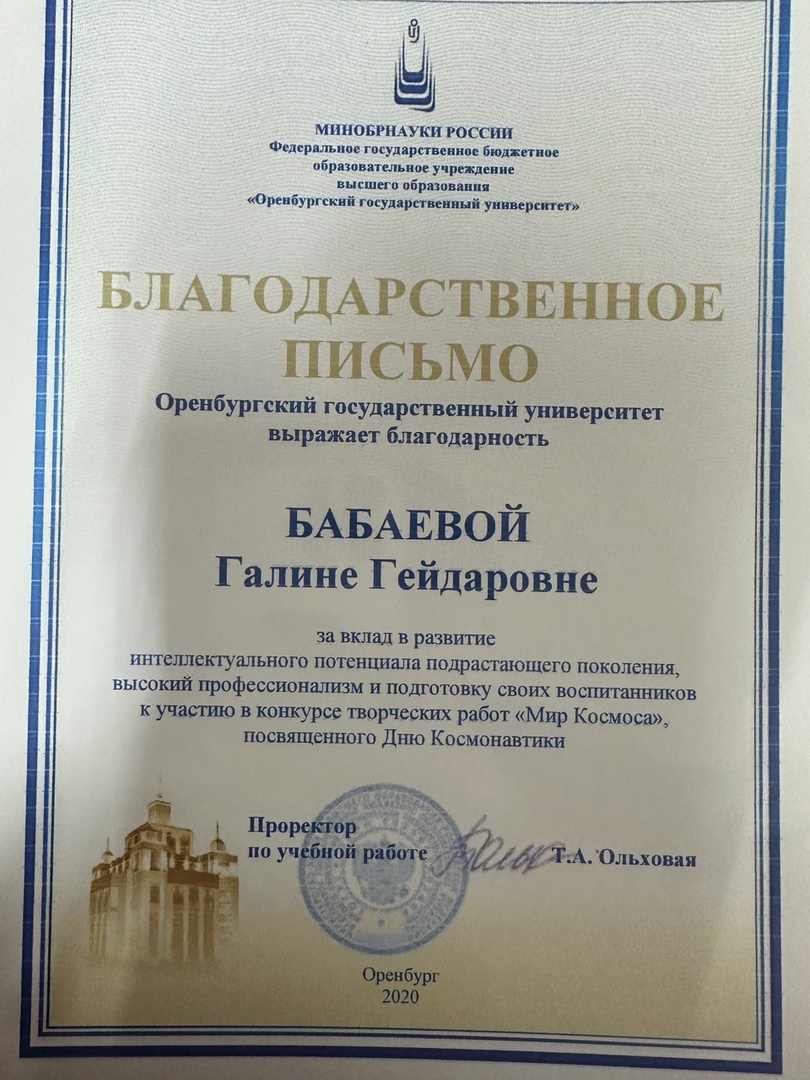 МИНОБРНАУКИ РОССИИ
Федеральное государственное бюджетное
образовательное учреждение
высшего образования
«Оренбургский государственный университет»
БЛАГОДАРСТВЕННОЕ
ПИСЬМО
Оренбургский государственный университет
выражает благодарность
БАБАЕВОЙ
Галине Гейдаровне
за вклад в развитие
интеллектуального потенциала подрастающего поколения,
высокий профессионализм и подготовку своих воспитанников
к участию в конкурсе творческих работ «Мир Космоса»,
посвященного Дню Космонавтики
Проректор
по учебной работе
Т.А. Ольховая
Оренбург
2020